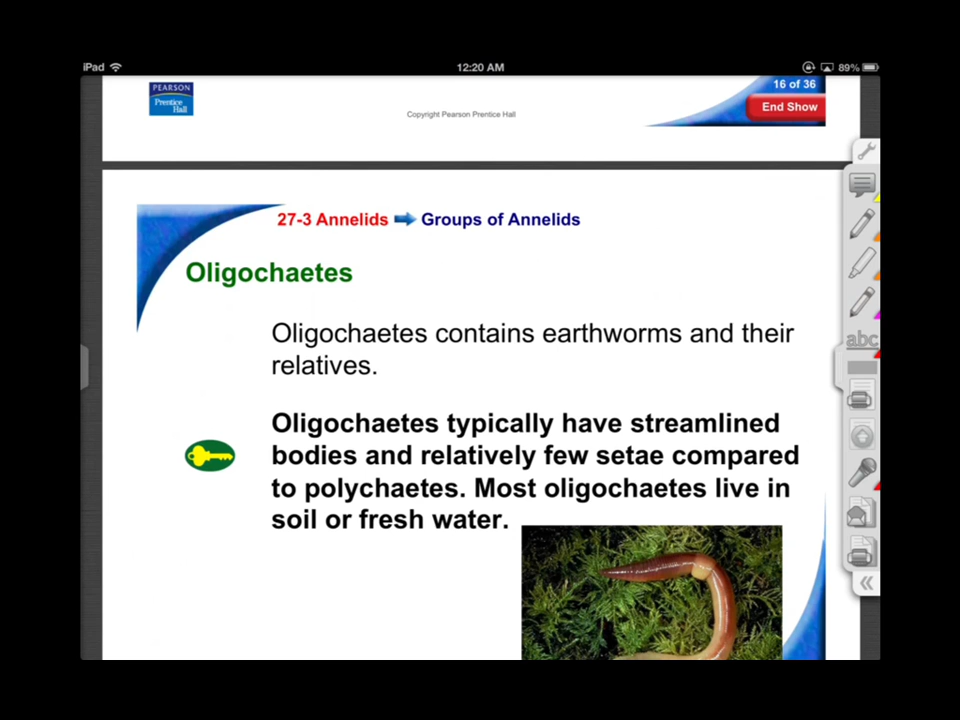 iPad 12:20 AM 89%
PEARSON
Prentice
Hall
Copyright Pearson Prentice Hall
16 of 36
End Show
27-3 Annelids Groups of Annelids
Oligochaetes
Oligochaetes contains earthworms and their
relatives.
Oligochaetes typically have streamlined
bodies and relatively few setae compared
to polychaetes. Most oligochaetes live in
soil or fresh water.
abc